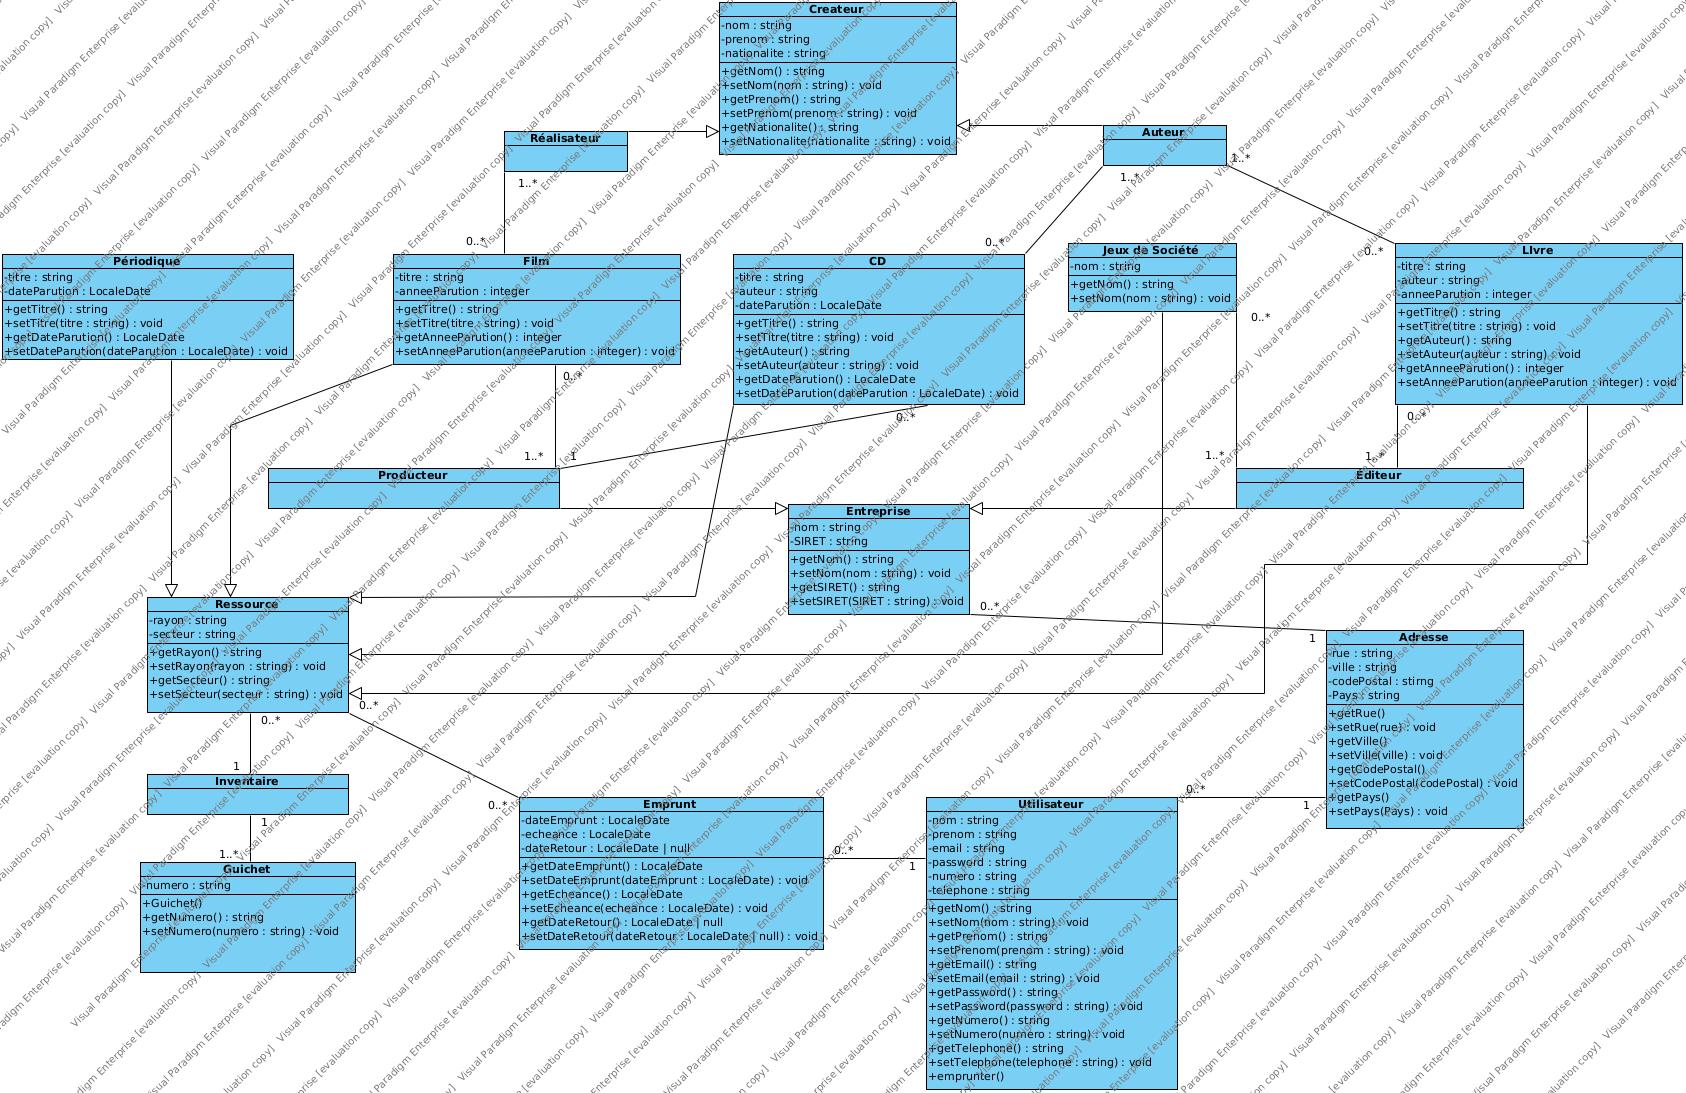 Createur
-nom : string
-prenom : string
-nationalite : string
+getNom() : string
+setNom(nom : string) : void
+getPrenom() : string
+setPrenom(prenom : string) : void
+getNationalite() : string
+setNationalite(nationalite : string) : void
Réalisateur
1..*
0..*
Auteur
1..*
1..*
0..*
0..*
Périodique
-titre : string
-dateParution : LocaleDate
+getTitre() : string
+setTitre(titre : string) : void
+getDateParution() : LocaleDate
+setDateParution(dateParution : LocaleDate) : void
Film
-titre : string
-anneeParution : integer
+getTitre() : string
+setTitre(titre : string) : void
+getAnneeParution() : integer
+setAnneeParution(anneeParution : integer) : void
0..*
CD
-titre : string
-auteur : string
-dateParution : LocaleDate
+getTitre() : string
+setTitre(titre : string) : void
+getAuteur() : string
+setAuteur(auteur : string) : void
+getDateParution() : LocaleDate
+setDateParution(dateParution : LocaleDate) : void
0..*
Jeux de Société
-nom : string
+getNom() : string
+setNom(nom : string) : void
0..*
LIvre
-titre : string
-auteur : string
-anneeParution : integer
+getTitre() : string
+setTitre(titre : string) : void
+getAuteur() : string
+setAuteur(auteur : string) : void
+getAnneeParution() : integer
+setAnneeParution(anneeParution : integer) : void
0..*
1..*
1
Producteur
1..*
1..*
Éditeur
Entreprise
-nom : string
-SIRET : string
+getNom() : string
+setNom(nom : string) : void
+getSIRET() : string
+setSIRET(SIRET : string) : void
0..*
1
Ressource
-rayon : string
-secteur : string
+getRayon() : string
+setRayon(rayon : string) : void
+getSecteur() : string
+setSecteur(secteur : string) : void
0..*
0..*
Adresse
-rue : string
-ville : string
-codePostal : stirng
-Pays : string
+getRue()
+setRue(rue) : void
+getVille()
+setVille(ville) : void
+getCodePostal()
+setCodePostal(codePostal) : void
+getPays()
+setPays(Pays) : void
1
Inventaire
1
1..*
Guichet
-numero : string
+Guichet()
+getNumero() : string
+setNumero(numero : string) : void
0..*
Emprunt
-dateEmprunt : LocaleDate
-echeance : LocaleDate
-dateRetour : LocaleDate | null
+getDateEmprunt() : LocaleDate
+setDateEmprunt(dateEmprunt : LocaleDate) : void
+getEcheance() : LocaleDate
+setEcheance(echeance : LocaleDate) : void
+getDateRetour() : LocaleDate | null
+setDateRetour(dateRetour : LocaleDate | null) : void
0..*
1
Utilisateur
-nom : string
-prenom : string
-email : string
-password : string
-numero : string
-telephone : string
+getNom() : string
+setNom(nom : string) : void
+getPrenom() : string
+setPrenom(prenom : string) : void
+getEmail() : string
+setEmail(email : string) : void
+getPassword() : string
+setPassword(password : string) : void
+getNumero() : string
+setNumero(numero : string) : void
+getTelephone() : string
+setTelephone(telephone : string) : void
+emprunter()
0..*
1
Visual Paradigm Enterprise [evaluation copy]